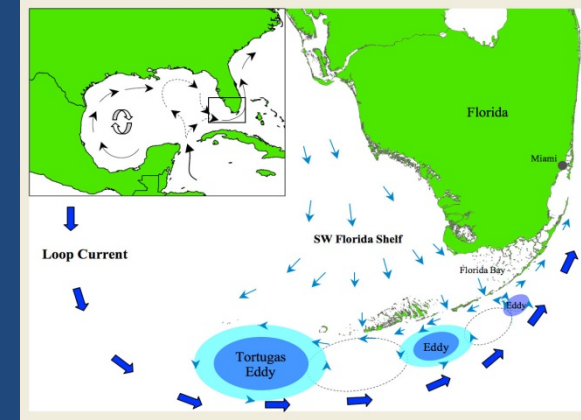 Florida
Miami
Loop Current
SW Florida Shelf
Florida Bay
Eddy
Eddy
Tortugas
Eddy